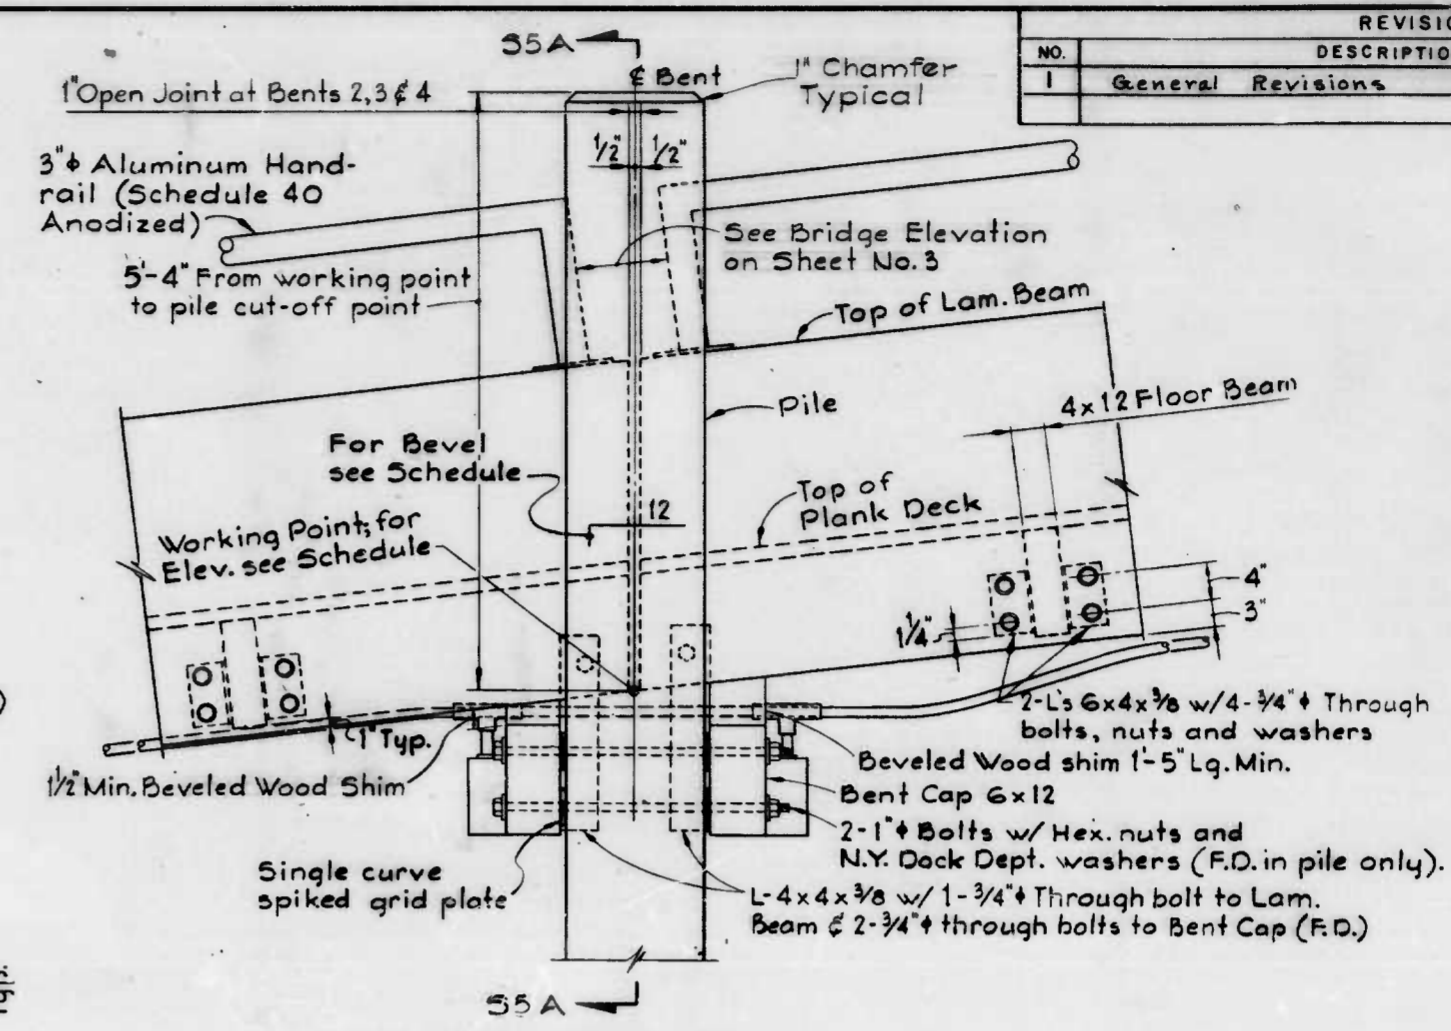 S5A
REVISIO
NO.
DESCRIPTIO
1
General Revisions
1" Open Joint at Bents 2, 3 & 4
℄ Bent
1" Chamfer
Typical
1/2"
1/2"
3"ɸ Aluminum Hand-
rail (Schedule 40
Anodized)
5'-4" From working point
to pile cut-off point
See Bridge Elevation
on Sheet No. 3
Top of Lam. Beam
Pile
4x12 Floor Beam
For Bevel
see Schedule
12
Top of
Plank Deck
Working Point; for
Elev. see Schedule
4"
3"
1 1/4"
1" Typ.
1 1/2" Min. Beveled Wood Shim
2-L's 6x4x3/8 w/4-3/4"ɸ Through
bolts, nuts and washers
Beveled Wood shim 1'-5" Lg. Min.
Bent Cap 6x12
2-1"ɸ Bolts w/ Hex. nuts and
N.Y. Dock Dept. washers (F.D. in pile only).
Single curve
spiked grid plate
L-4x4x3/8 w/ 1-3/4"ɸ Through bolt to Lam.
Beam & 2-3/4"ɸ through bolts to Bent Cap (F.D.)
S5A